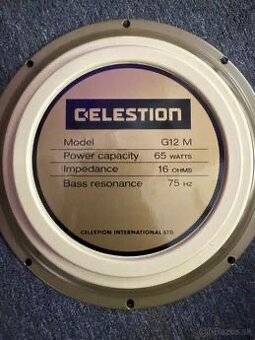 CELESTION
Model G12 M
Power capacity 65 WATTS
Impedance 16 OHMS
Bass resonance 75 HZ
CELESTION INTERNATIONAL LTD.